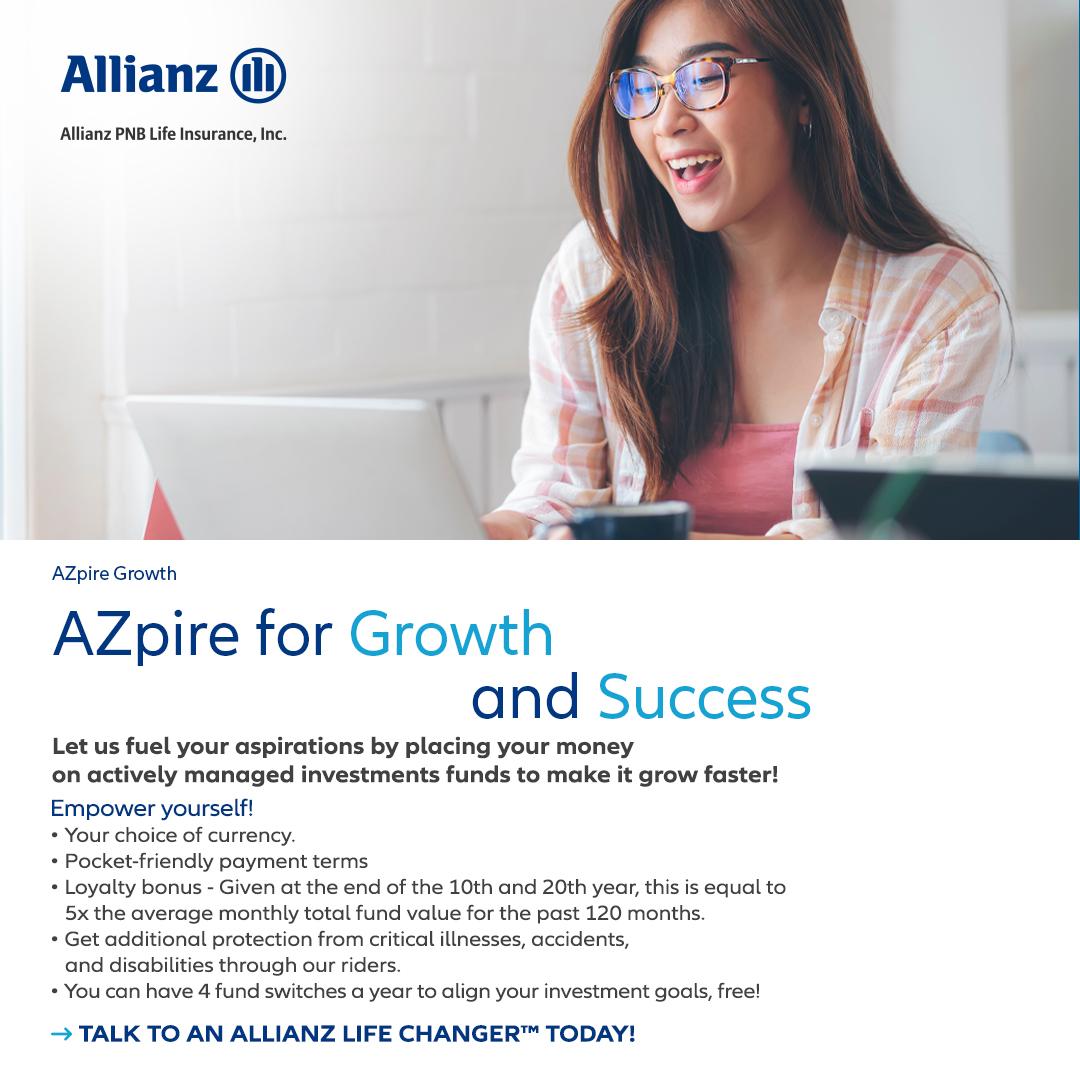 Allianz
Allianz PNB Life Insurance, Inc.
AZpire Growth
AZpire for Growth
and Success
Let us fuel your aspirations by placing your money
on actively managed investments funds to make it grow faster!
Empower yourself!
• Your choice of currency.
• Pocket-friendly payment terms
• Loyalty bonus - Given at the end of the 10th and 20th year, this is equal to
5x the average monthly total fund value for the past 120 months.
• Get additional protection from critical illnesses, accidents,
and disabilities through our riders.
• You can have 4 fund switches a year to align your investment goals, free!
→ TALK TO AN ALLIANZ LIFE CHANGER™ TODAY!